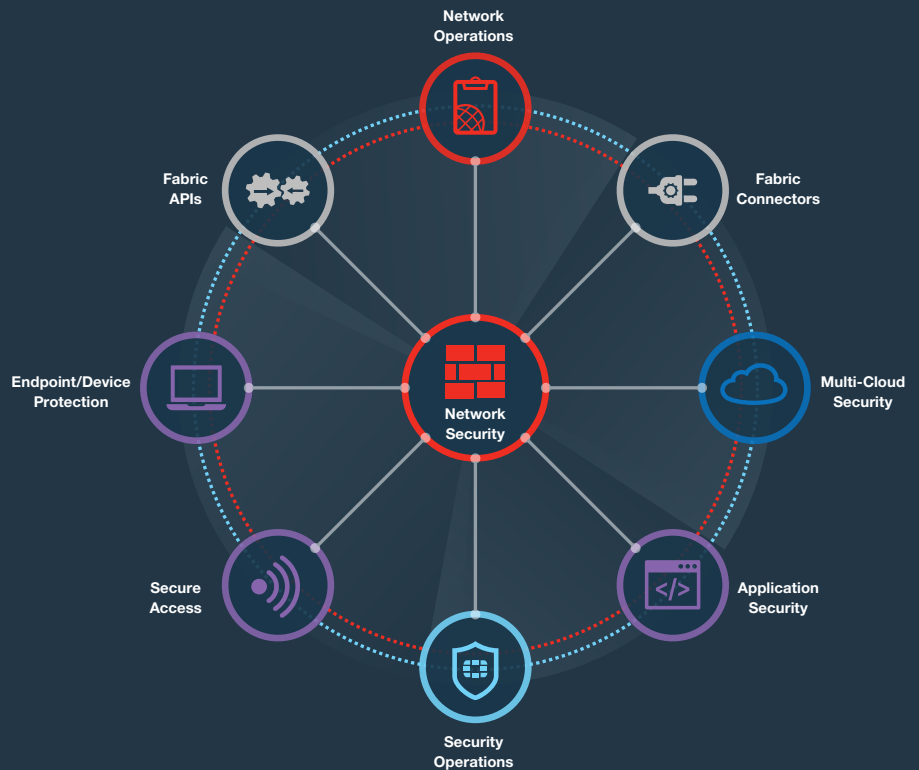 Network
Operations
Fabric
APIs
Fabric
Connectors
Endpoint/Device
Protection
Network
Security
Multi-Cloud
Security
Secure
Access
</>
Application
Security
Security
Operations